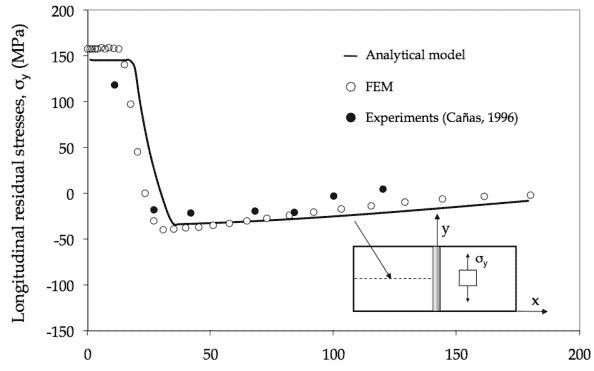 Longitudinal residual stresses, σy (MPa)
200
150
100
50
0
-50
-100
-150
0
50
100
150
200
Analytical model
FEM
Experiments (Cañas, 1996)
y
σy
x